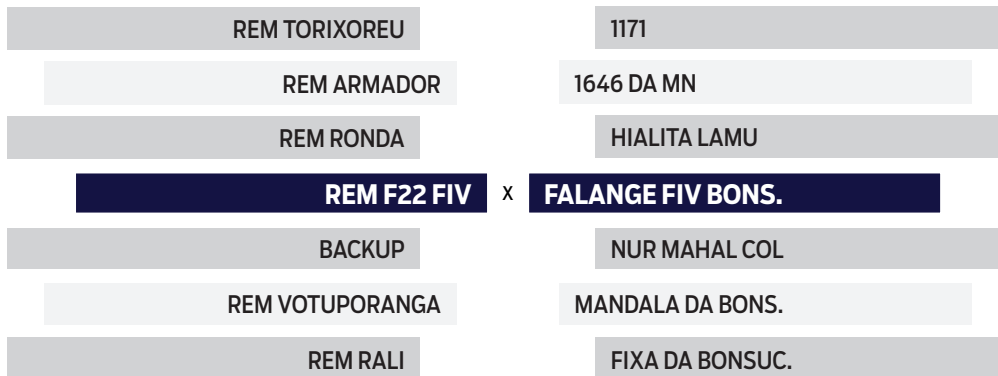 REM TORIXOREU 1171
REM ARMADOR 1646 DA MN
REM RONDA HIALITA LAMU
REM F22 FIV x FALANGE FIV BONS.
BACKUP NUR MAHAL COL
REM VOTUPORANGA MANDALA DA BONS.
REM RALI FIXA DA BONSUC.